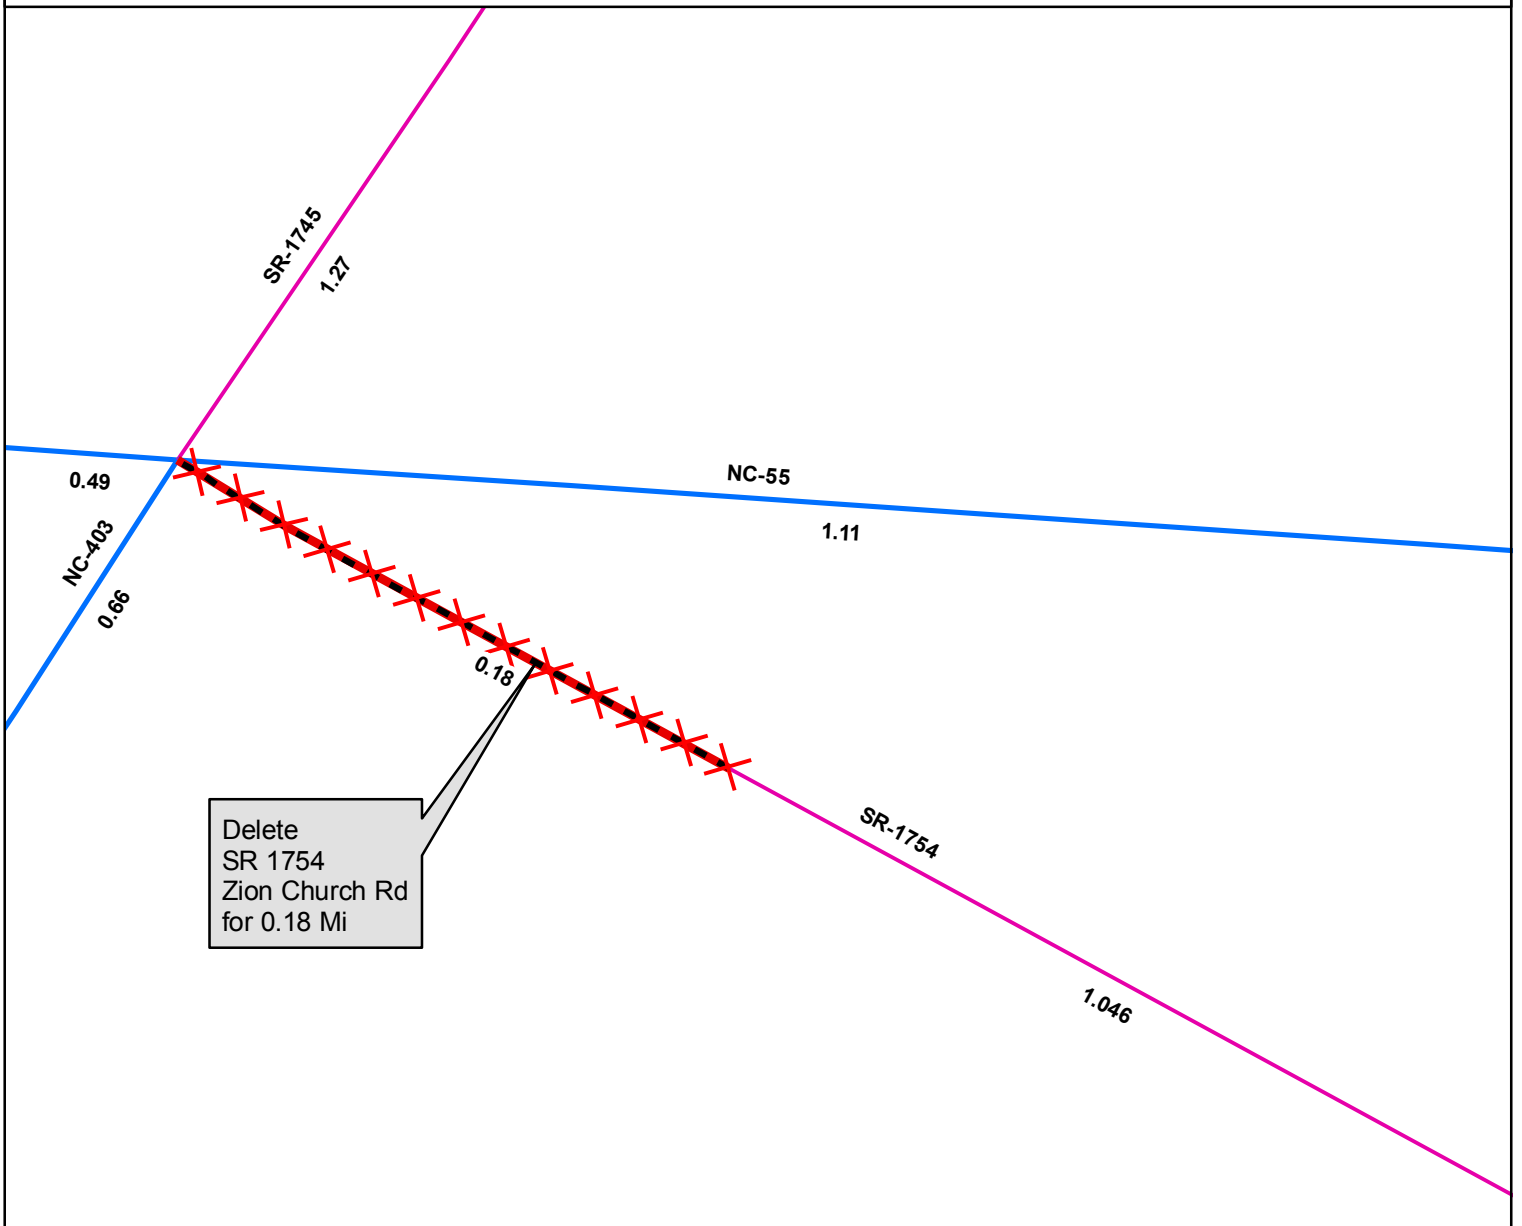 SR-1745
1.27
NC-55
0.49
1.11
NC-403
0.66
0.18
Delete
SR 1754
Zion Church Rd
for 0.18 Mi
SR-1754
1.046